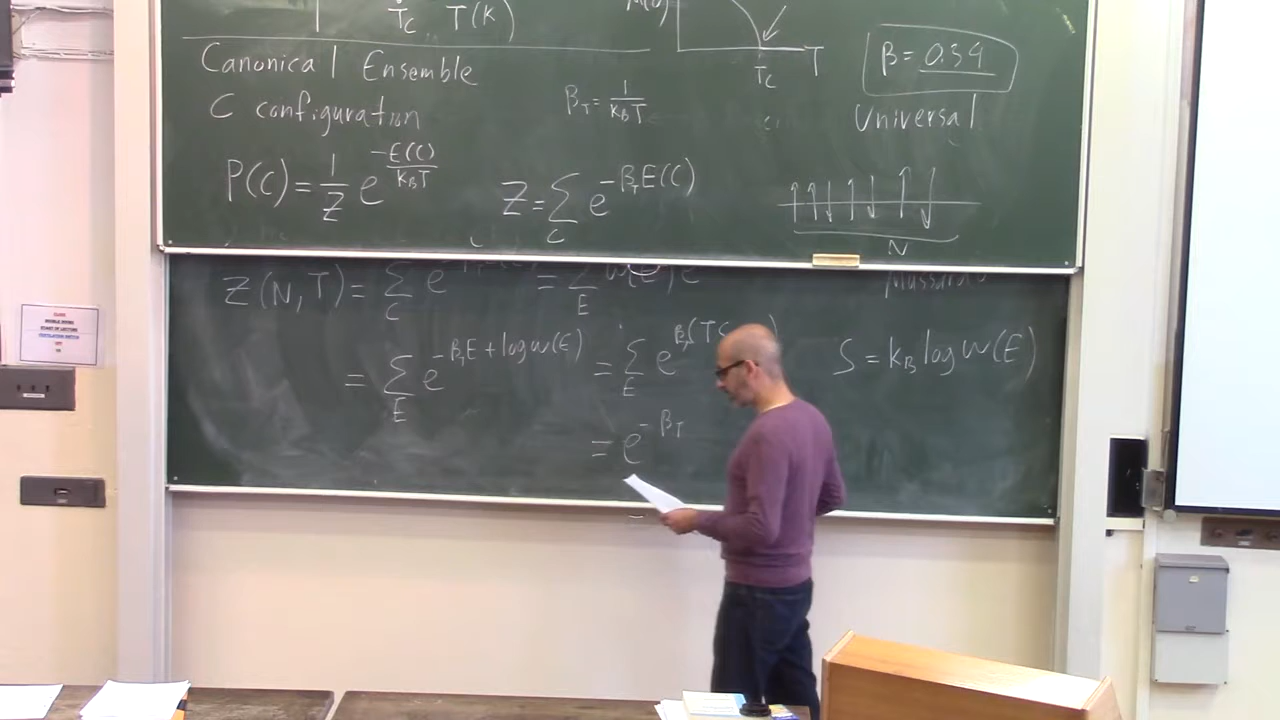 T_C T(K)
T_C T
β = 0.34
Universal
Canonical Ensemble
C configuration
β_T = 1/(K_B T)
P(C) = 1/Z e^{-E(C)/(K_B T)}
Z = Σ_C e^{-β_T E(C)}
N
Z(N,T) = Σ_C e = Σ_E w(E) e
= Σ_E e^{-β_T E + log w(E)} = Σ_E e
S = k_B log w(E)
= e^{-β_T}